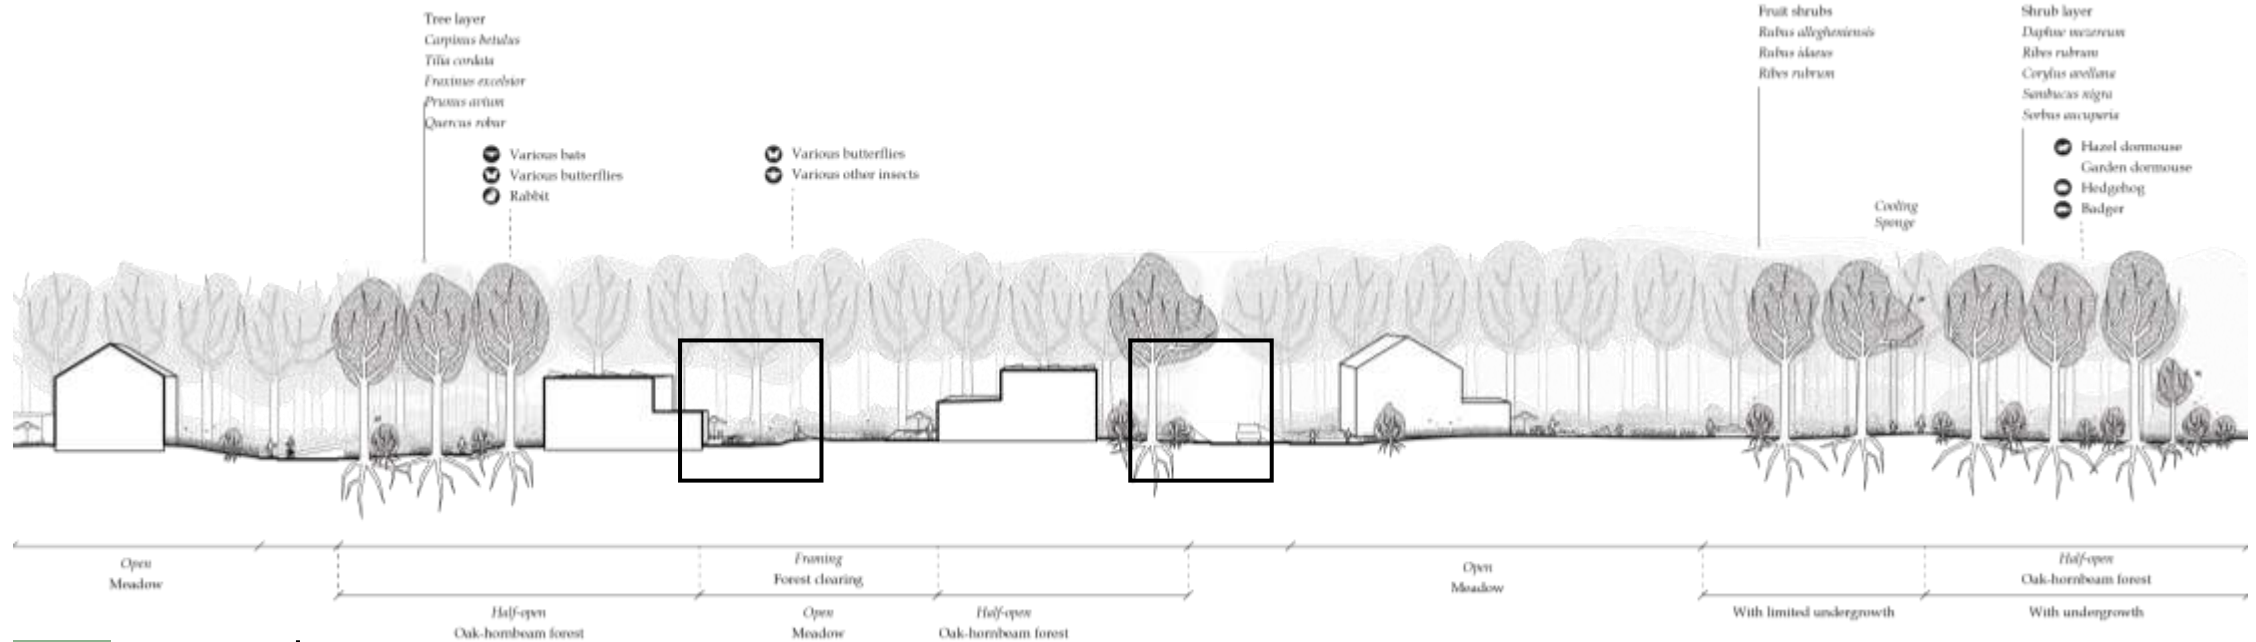 Tree layer
Carpinus betulus
Tilia cordata
Fraxinus excelsior
Prunus avium
Quercus robur
Various bats
Various butterflies
Rabbit
Various butterflies
Various other insects
Fruit shrubs
Rubus allegheniensis
Rubus idaeus
Ribes rubrum
Cooling
Sponge
Shrub layer
Daphne mezereum
Ribes rubrum
Corylus avellana
Sambucus nigra
Sorbus aucuparia
Hazel dormouse
Garden dormouse
Hedgehog
Badger
Open
Meadow
Framing
Forest clearing
Half-open
Oak-hornbeam forest
Open
Meadow
Half-open
Oak-hornbeam forest
Open
Meadow
With limited undergrowth
Half-open
Oak-hornbeam forest
With undergrowth